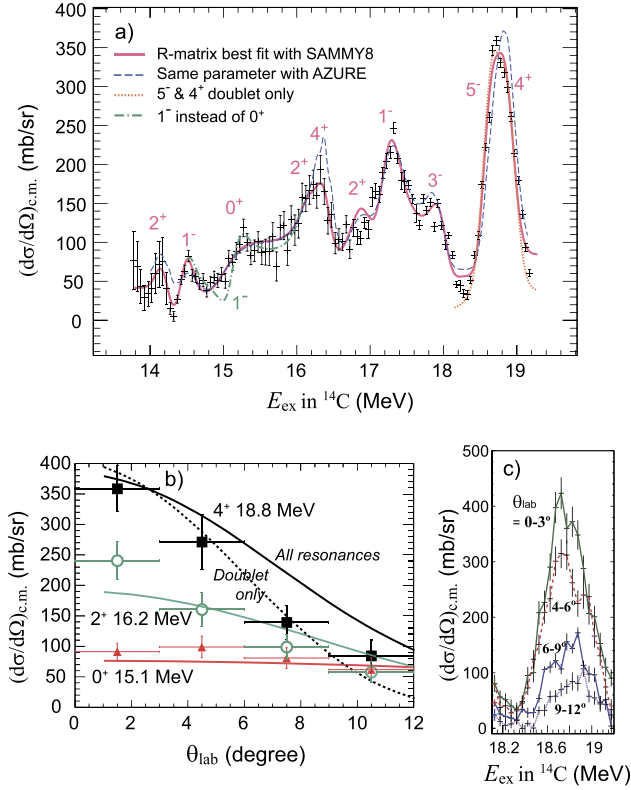 a)
R-matrix best fit with SAMMY8
Same parameter with AZURE
5⁻ & 4⁺ doublet only
1⁻ instead of 0⁺
2⁺
1⁻
0⁺
1⁻
2⁺
4⁺
2⁺
1⁻
3⁻
5⁻
4⁺
400
350
300
250
200
150
100
50
0
(dσ/dΩ)c.m. (mb/sr)
14 15 16 17 18 19
Eex in ¹⁴C (MeV)
b)
4⁺ 18.8 MeV
All resonances
Doublet
only
2⁺ 16.2 MeV
0⁺ 15.1 MeV
400
350
300
250
200
150
100
50
0
(dσ/dΩ)c.m. (mb/sr)
0 2 4 6 8 10 12
θlab (degree)
c)
θlab
= 0-3º
4-6º
6-9º
9-12º
500
400
300
200
100
0
(dσ/dΩ)c.m. (mb/sr)
18.2 18.6 19
Eex in ¹⁴C (MeV)